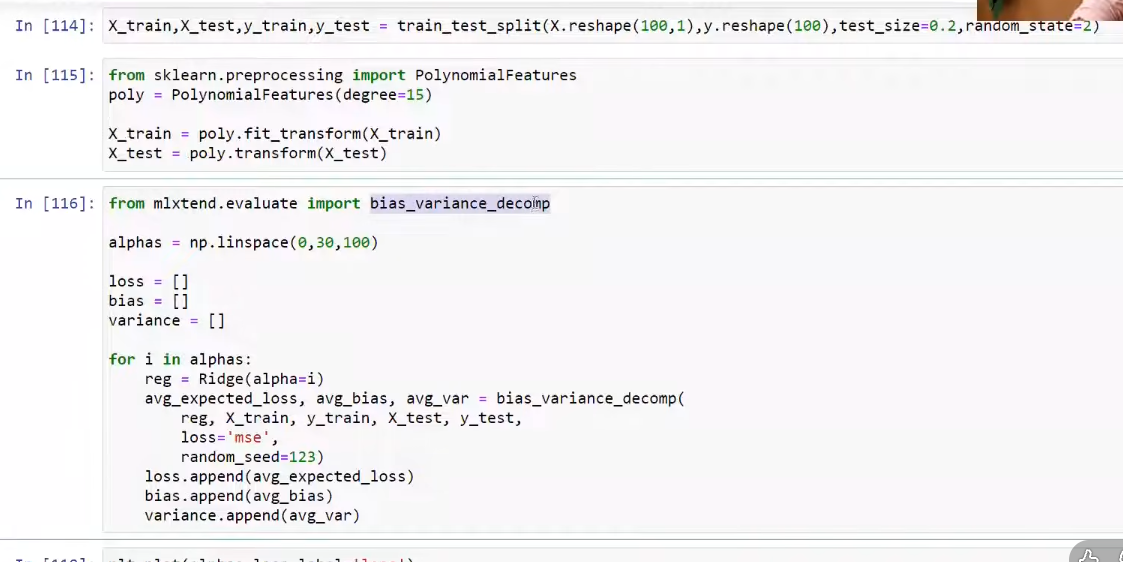 In [114]: X_train,X_test,y_train,y_test = train_test_split(X.reshape(100,1),y.reshape(100),test_size=0.2,random_state=2)
In [115]: from sklearn.preprocessing import PolynomialFeatures
poly = PolynomialFeatures(degree=15)
X_train = poly.fit_transform(X_train)
X_test = poly.transform(X_test)
In [116]: from mlxtend.evaluate import bias_variance_decomp
alphas = np.linspace(0,30,100)
loss = []
bias = []
variance = []
for i in alphas:
reg = Ridge(alpha=i)
avg_expected_loss, avg_bias, avg_var = bias_variance_decomp(
reg, X_train, y_train, X_test, y_test,
loss='mse',
random_seed=123)
loss.append(avg_expected_loss)
bias.append(avg_bias)
variance.append(avg_var)